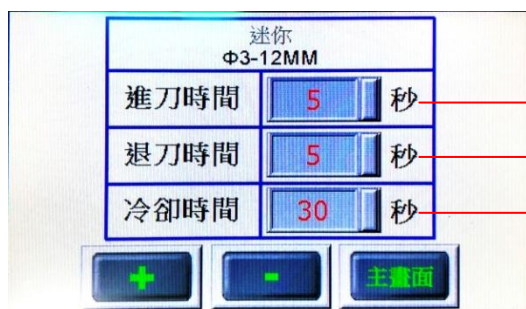 迷你
Φ3-12MM
進刀時間 5 秒
退刀時間 5 秒
冷卻時間 30 秒
+ - 主畫面